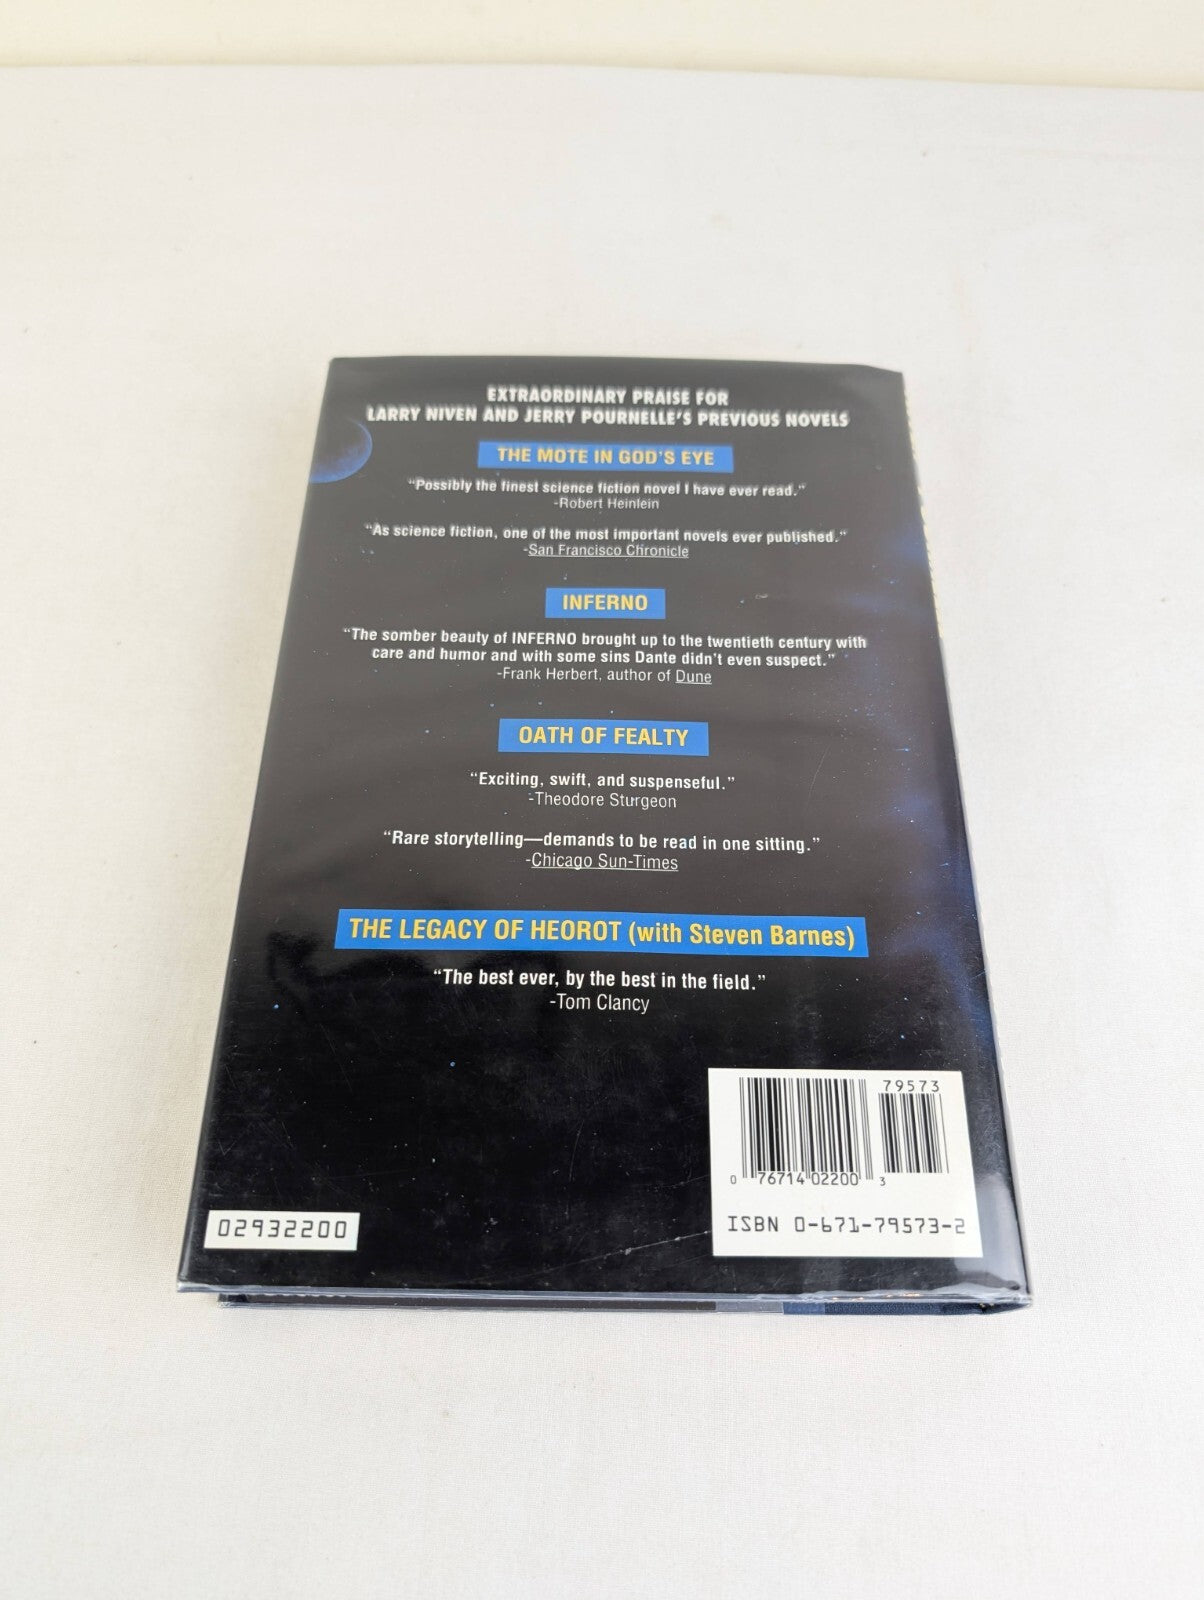 EXTRAORDINARY PRAISE FOR
LARRY NIVEN AND JERRY POURNELLE'S PREVIOUS NOVELS
THE MOTE IN GOD'S EYE
"Possibly the finest science fiction novel I have ever read."
-Robert Heinlein
"As science fiction, one of the most important novels ever published."
-San Francisco Chronicle
INFERNO
"The somber beauty of INFERNO brought up to the twentieth century with
care and humor and with some sins Dante didn't even suspect."
-Frank Herbert, author of Dune
OATH OF FEALTY
"Exciting, swift, and suspenseful."
-Theodore Sturgeon
"Rare storytelling—demands to be read in one sitting."
-Chicago Sun-Times
THE LEGACY OF HEOROT (with Steven Barnes)
"The best ever, by the best in the field."
-Tom Clancy
79573
0 76714 02200 3
ISBN 0-671-79573-2
02932200